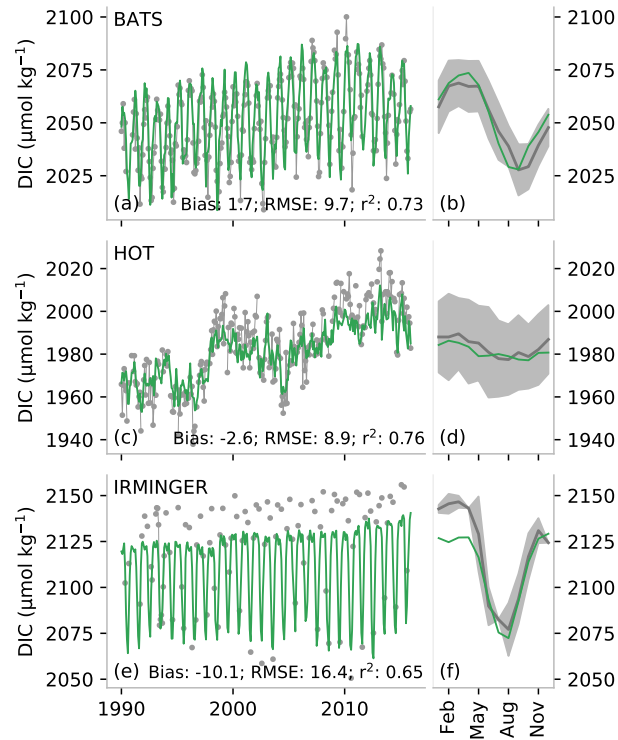 BATS
2100
2075
2050
2025
DIC (μmol kg⁻¹)
(a) Bias: 1.7; RMSE: 9.7; r²: 0.73
(b)
2100
2075
2050
2025
HOT
2020
2000
1980
1960
1940
DIC (μmol kg⁻¹)
(c) Bias: -2.6; RMSE: 8.9; r²: 0.76
(d)
2020
2000
1980
1960
1940
IRMINGER
2150
2125
2100
2075
2050
DIC (μmol kg⁻¹)
(e) Bias: -10.1; RMSE: 16.4; r²: 0.65
(f)
2150
2125
2100
2075
2050
1990 2000 2010
Feb May Aug Nov